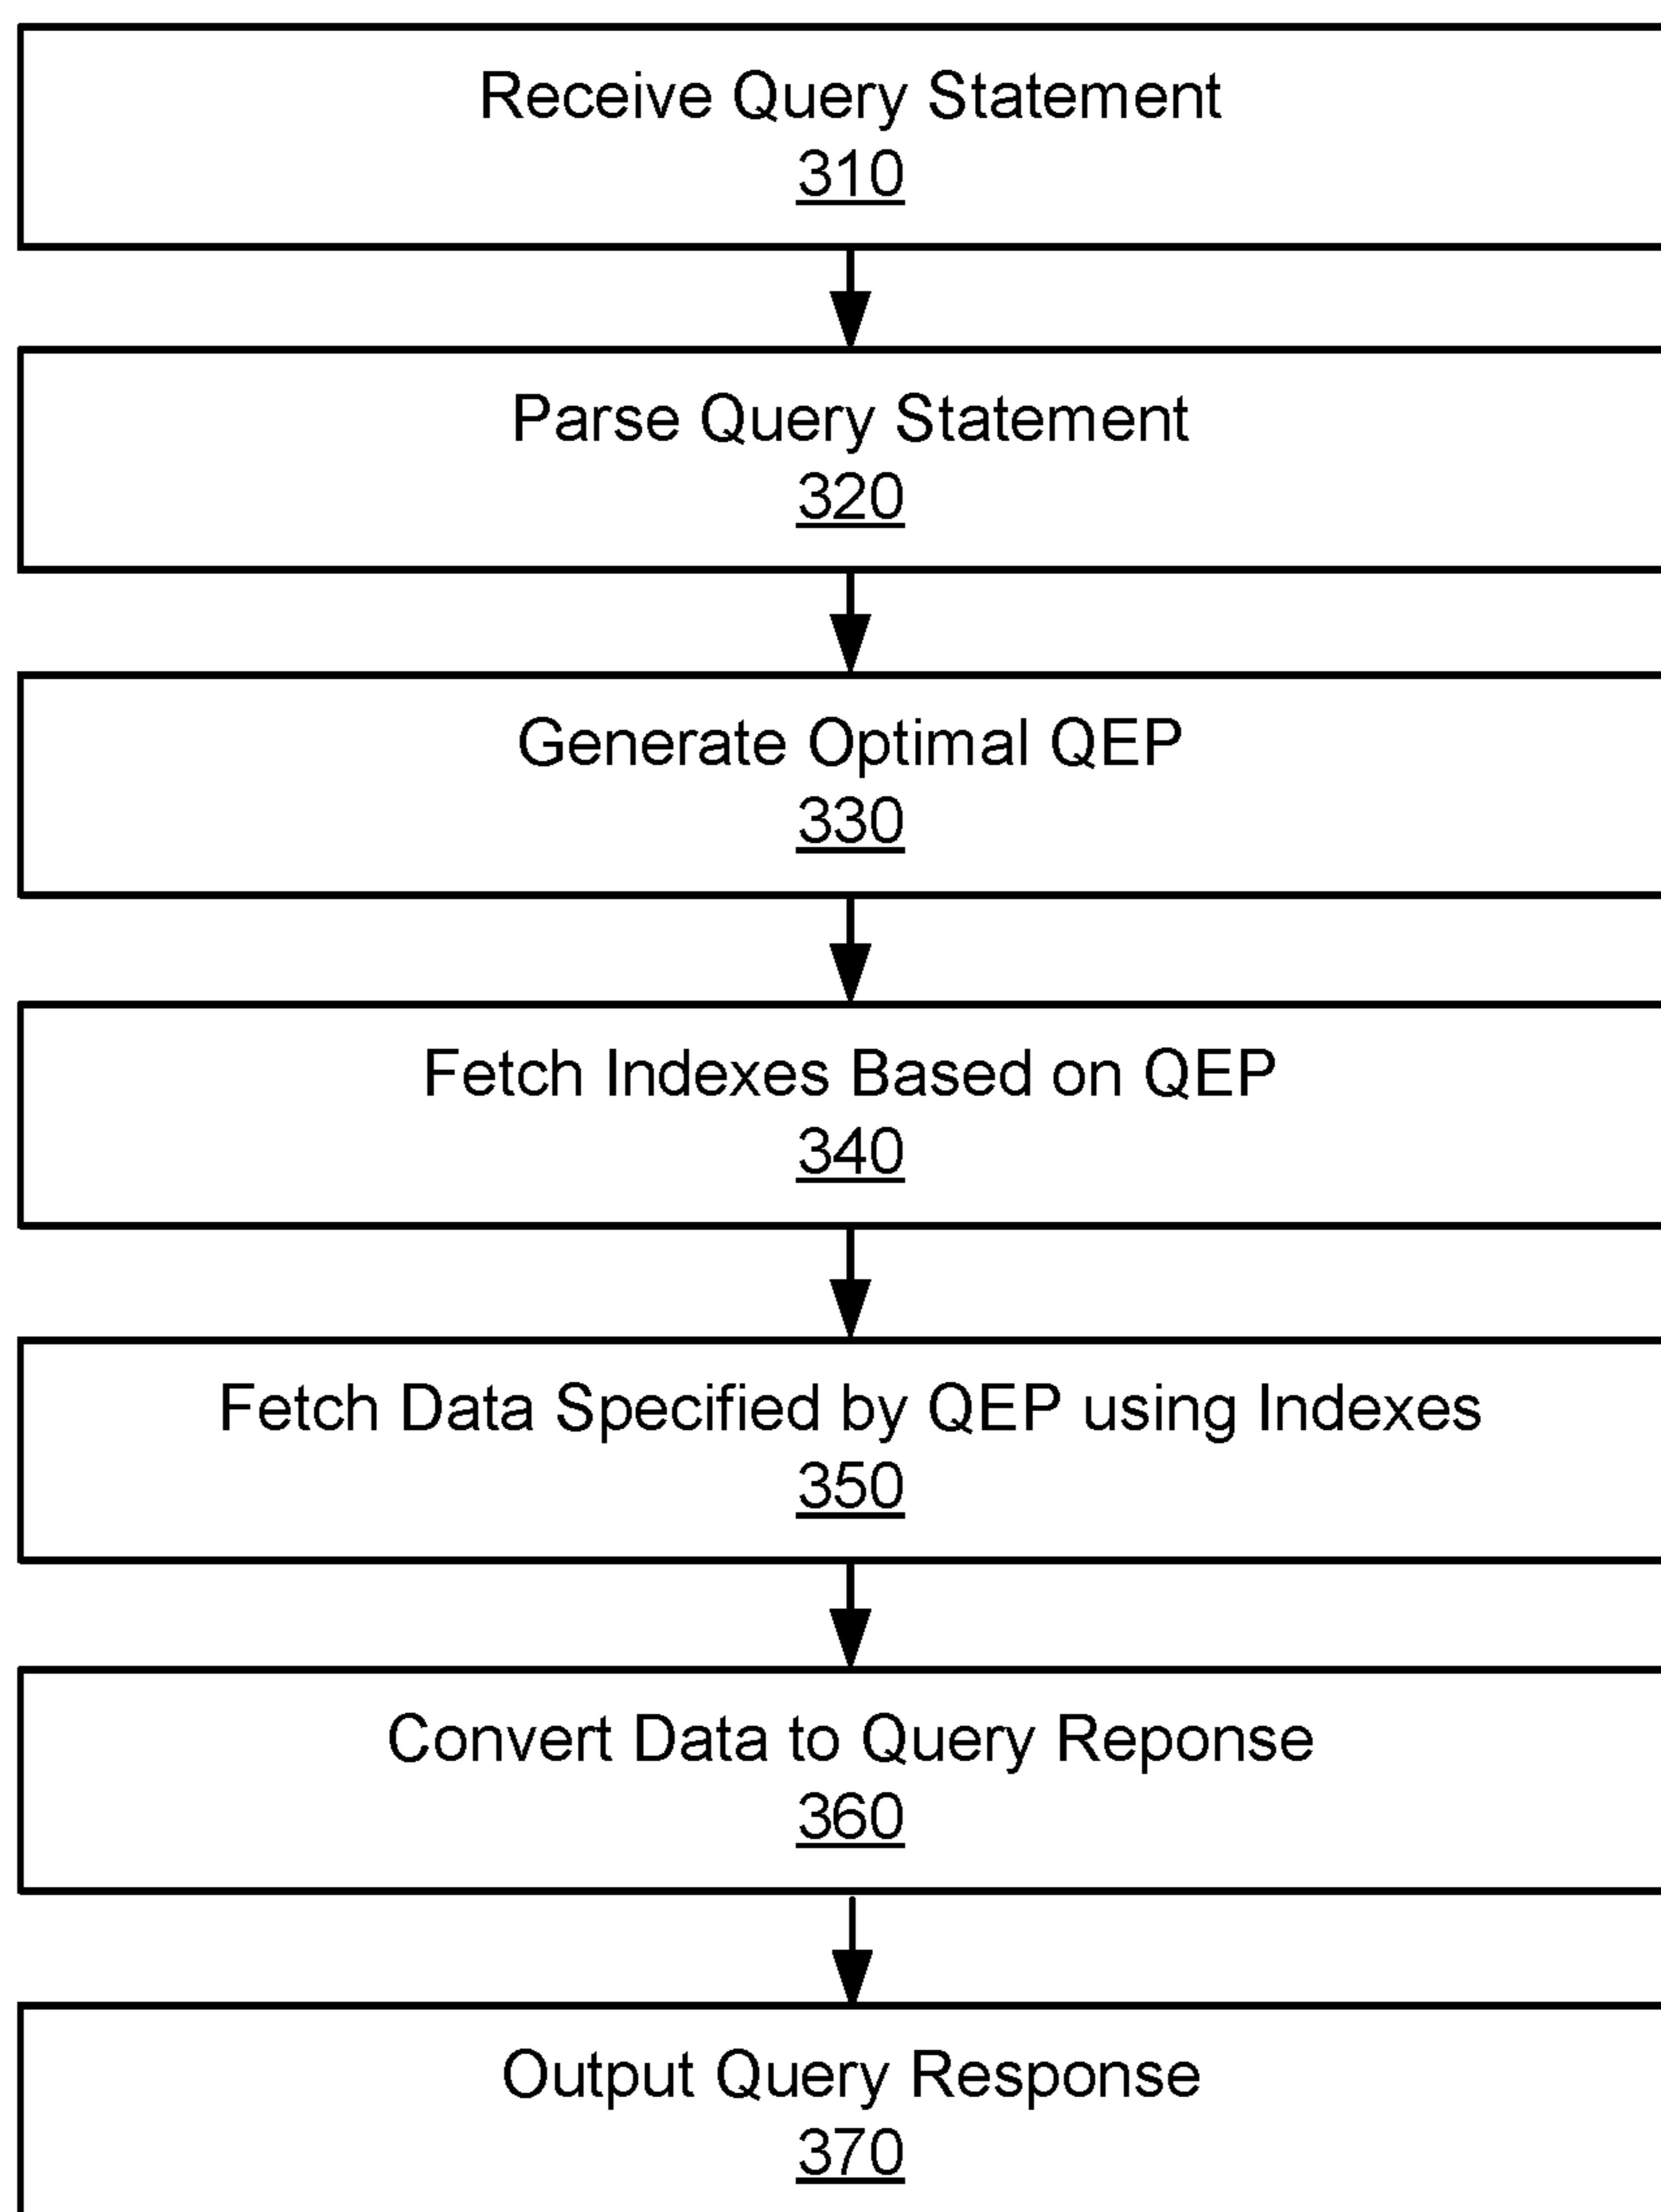 Receive Query Statement
310
Parse Query Statement
320
Generate Optimal QEP
330
Fetch Indexes Based on QEP
340
Fetch Data Specified by QEP using Indexes
350
Convert Data to Query Reponse
360
Output Query Response
370